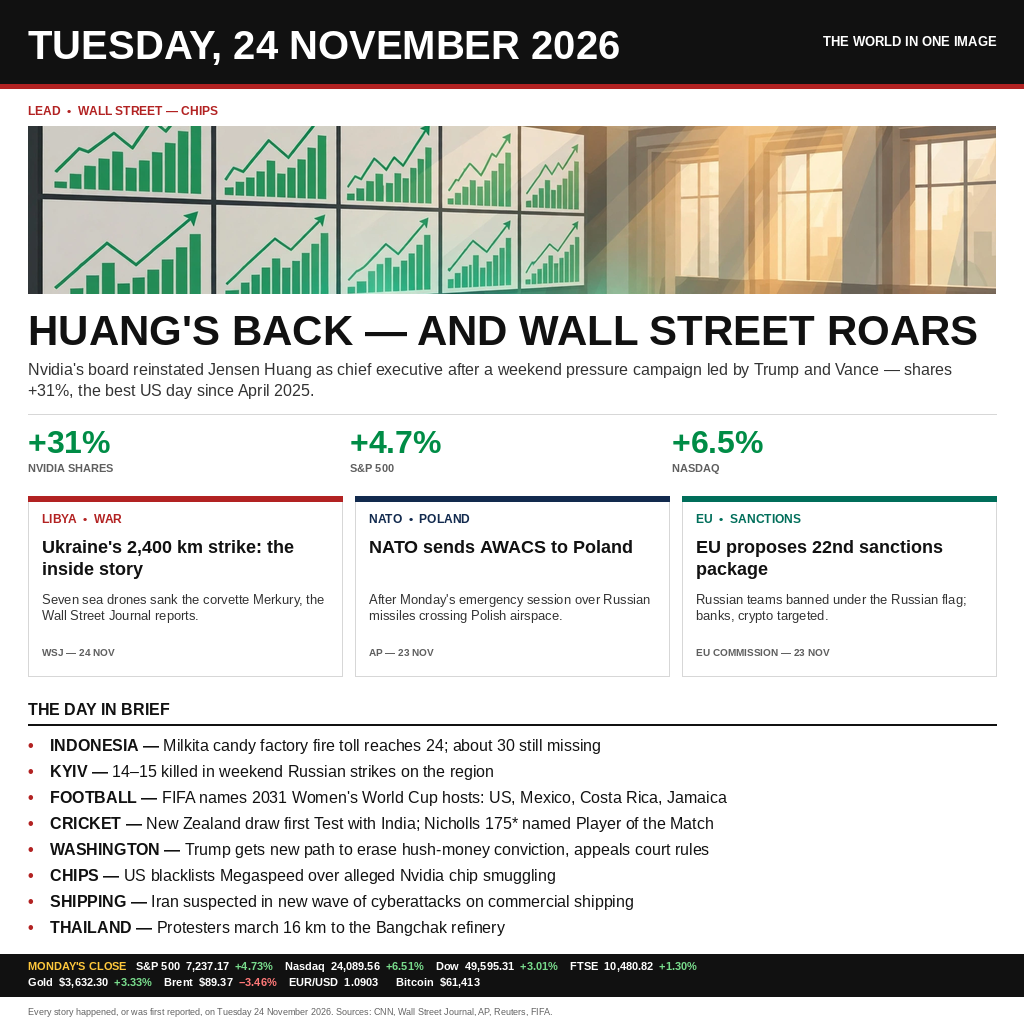 TUESDAY, 24 NOVEMBER 2026
THE WORLD IN ONE IMAGE
LEAD • WALL STREET — CHIPS
HUANG'S BACK — AND WALL STREET ROARS
Nvidia's board reinstated Jensen Huang as chief executive after a weekend pressure campaign led by Trump and Vance — shares
+31%, the best US day since April 2025.
+31%
NVIDIA SHARES
+4.7%
S&P 500
+6.5%
NASDAQ
LIBYA • WAR
Ukraine's 2,400 km strike: the
inside story
Seven sea drones sank the corvette Merkury, the
Wall Street Journal reports.
WSJ — 24 NOV
NATO • POLAND
NATO sends AWACS to Poland
After Monday's emergency session over Russian
missiles crossing Polish airspace.
AP — 23 NOV
EU • SANCTIONS
EU proposes 22nd sanctions
package
Russian teams banned under the Russian flag;
banks, crypto targeted.
EU COMMISSION — 23 NOV
THE DAY IN BRIEF
• INDONESIA — Milkita candy factory fire toll reaches 24; about 30 still missing
• KYIV — 14–15 killed in weekend Russian strikes on the region
• FOOTBALL — FIFA names 2031 Women's World Cup hosts: US, Mexico, Costa Rica, Jamaica
• CRICKET — New Zealand draw first Test with India; Nicholls 175* named Player of the Match
• WASHINGTON — Trump gets new path to erase hush-money conviction, appeals court rules
• CHIPS — US blacklists Megaspeed over alleged Nvidia chip smuggling
• SHIPPING — Iran suspected in new wave of cyberattacks on commercial shipping
• THAILAND — Protesters march 16 km to the Bangchak refinery
MONDAY'S CLOSE S&P 500 7,237.17 +4.73% Nasdaq 24,089.56 +6.51% Dow 49,595.31 +3.01% FTSE 10,480.82 +1.30%
Gold $3,632.30 +3.33% Brent $89.37 −3.46% EUR/USD 1.0903 Bitcoin $61,413
Every story happened, or was first reported, on Tuesday 24 November 2026. Sources: CNN, Wall Street Journal, AP, Reuters, FIFA.